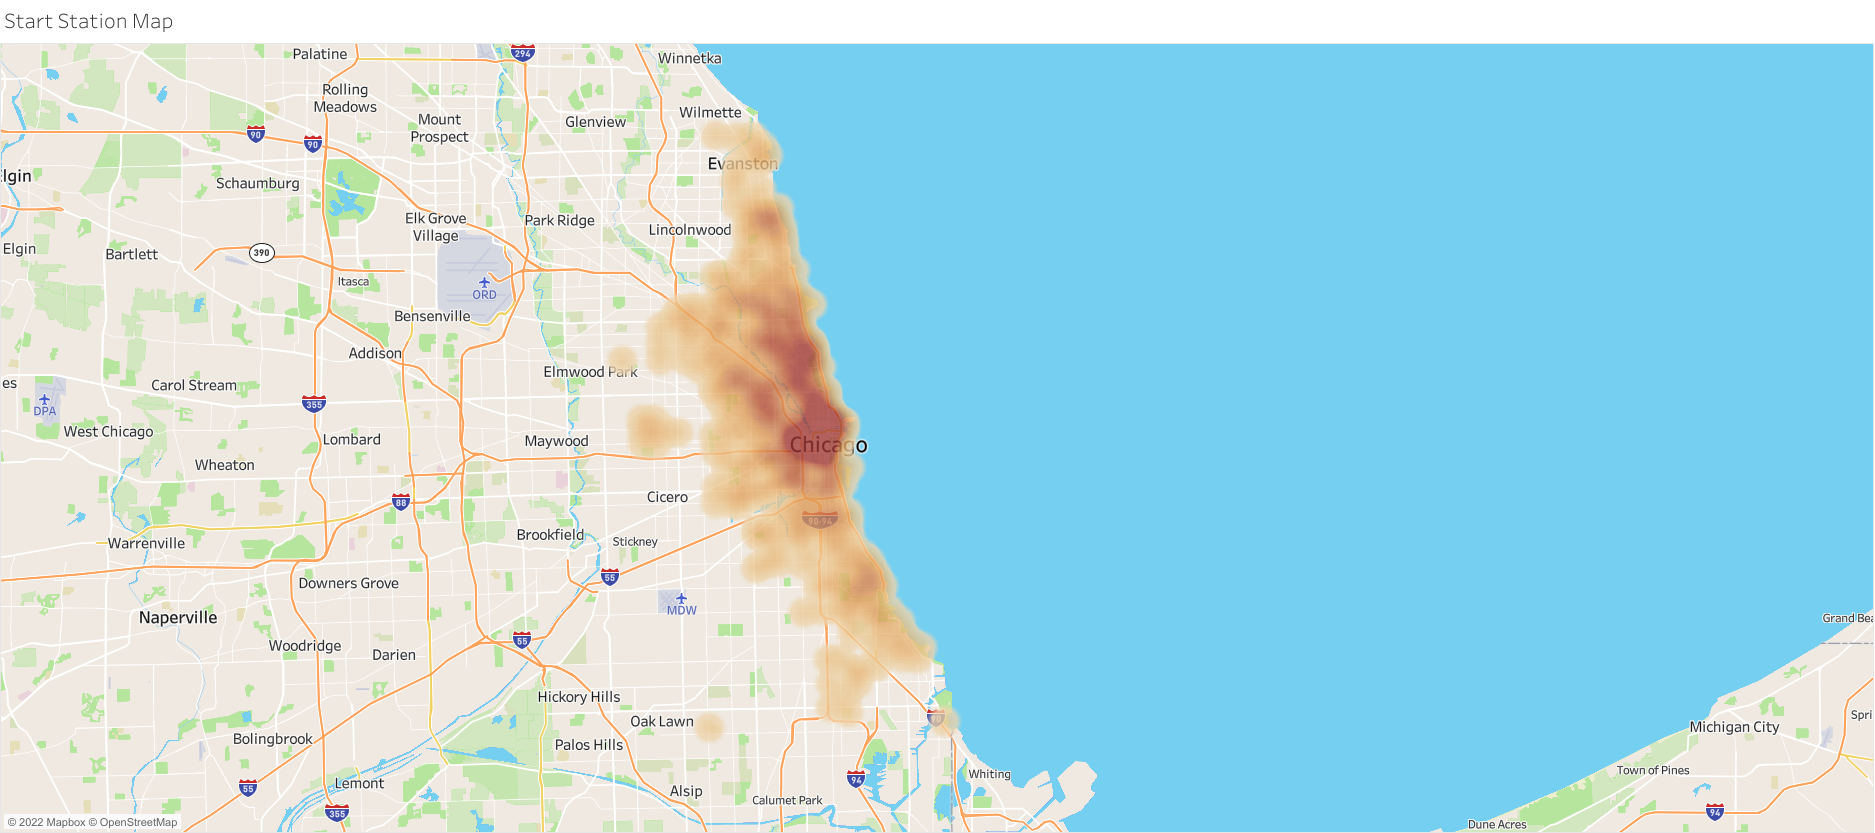 Start Station Map
Palatine
294
Winnetka
Rolling
Meadows
Wilmette
Mount
Prospect
Glenview
90
90
Evanston
lgin
Schaumburg
Elk Grove
Village
Park Ridge
Lincolnwood
Elgin
Bartlett
390
Itasca
ORD
Bensenville
Addison
Elmwood Park
es
Carol Stream
DPA
355
West Chicago
Lombard
Maywood
Chicago
Wheaton
Cicero
88
90-94
Brookfield
Stickney
Warrenville
55
Downers Grove
MDW
Naperville
Grand Bea
55
Woodridge
Darien
Hickory Hills
Oak Lawn
90
Spri
Michigan City
Bolingbrook
Palos Hills
Town of Pines
Whiting
94
Lemont
55
Alsip
Calumet Park
355
94
Dune Acres
© 2022 Mapbox © OpenStreetMap